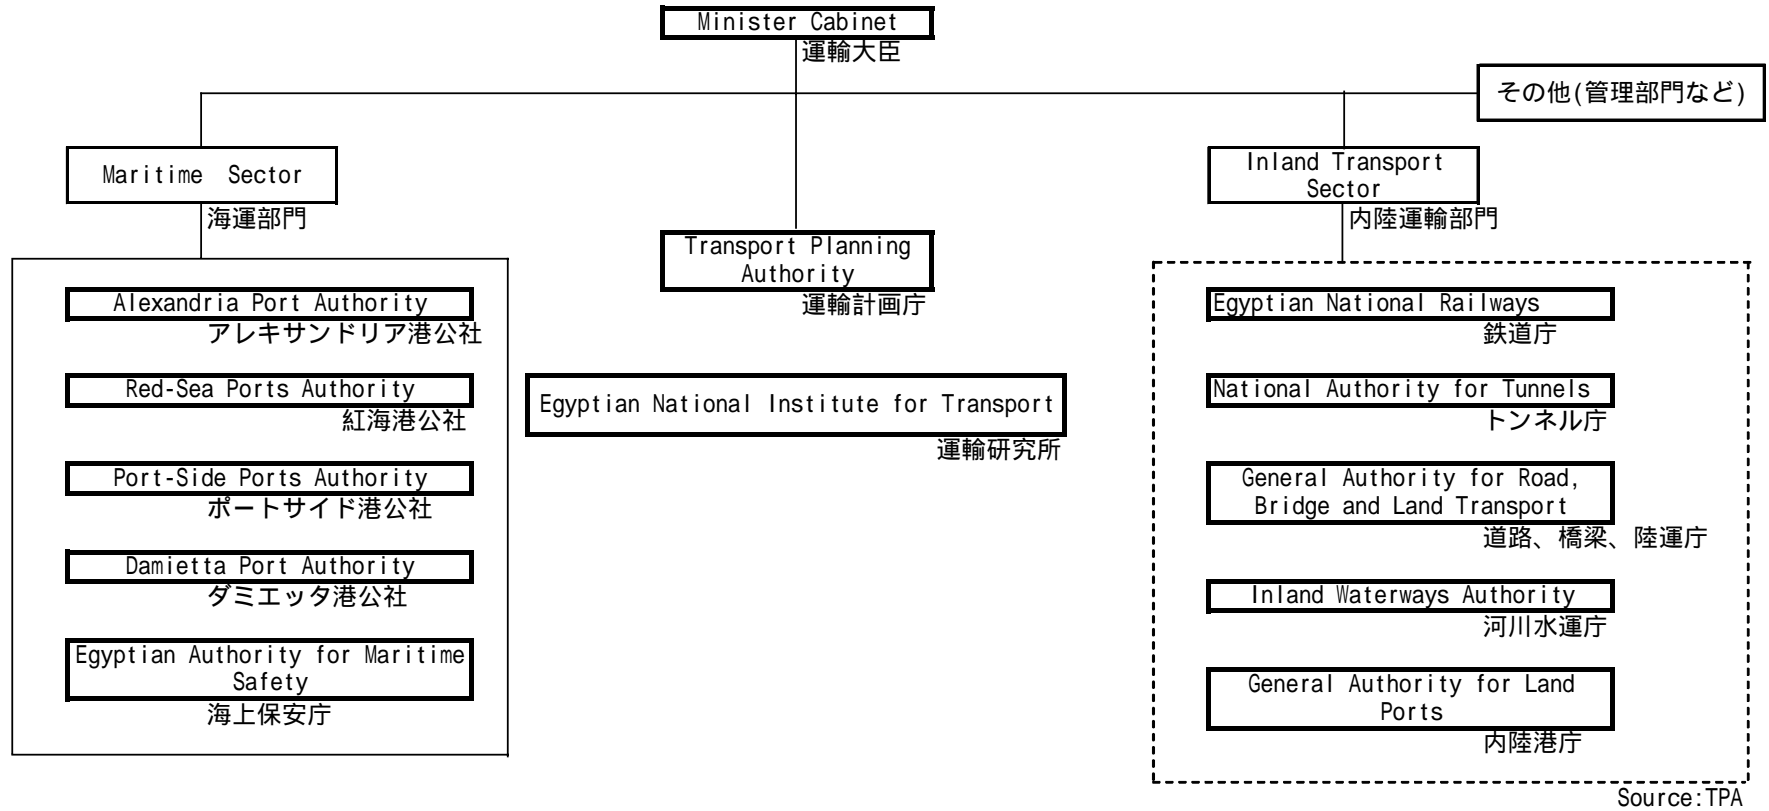 Minister Cabinet
運輸大臣
その他(管理部門など)
Maritime Sector
海運部門
Inland Transport
Sector
内陸運輸部門
Transport Planning
Authority
運輸計画庁
Alexandria Port Authority
アレキサンドリア港公社
Red-Sea Ports Authority
紅海港公社
Port-Side Ports Authority
ポートサイド港公社
Damietta Port Authority
ダミエッタ港公社
Egyptian Authority for Maritime
Safety
海上保安庁
Egyptian National Institute for Transport
運輸研究所
Egyptian National Railways
鉄道庁
National Authority for Tunnels
トンネル庁
General Authority for Road,
Bridge and Land Transport
道路、橋梁、陸運庁
Inland Waterways Authority
河川水運庁
General Authority for Land
Ports
内陸港庁
Source:TPA